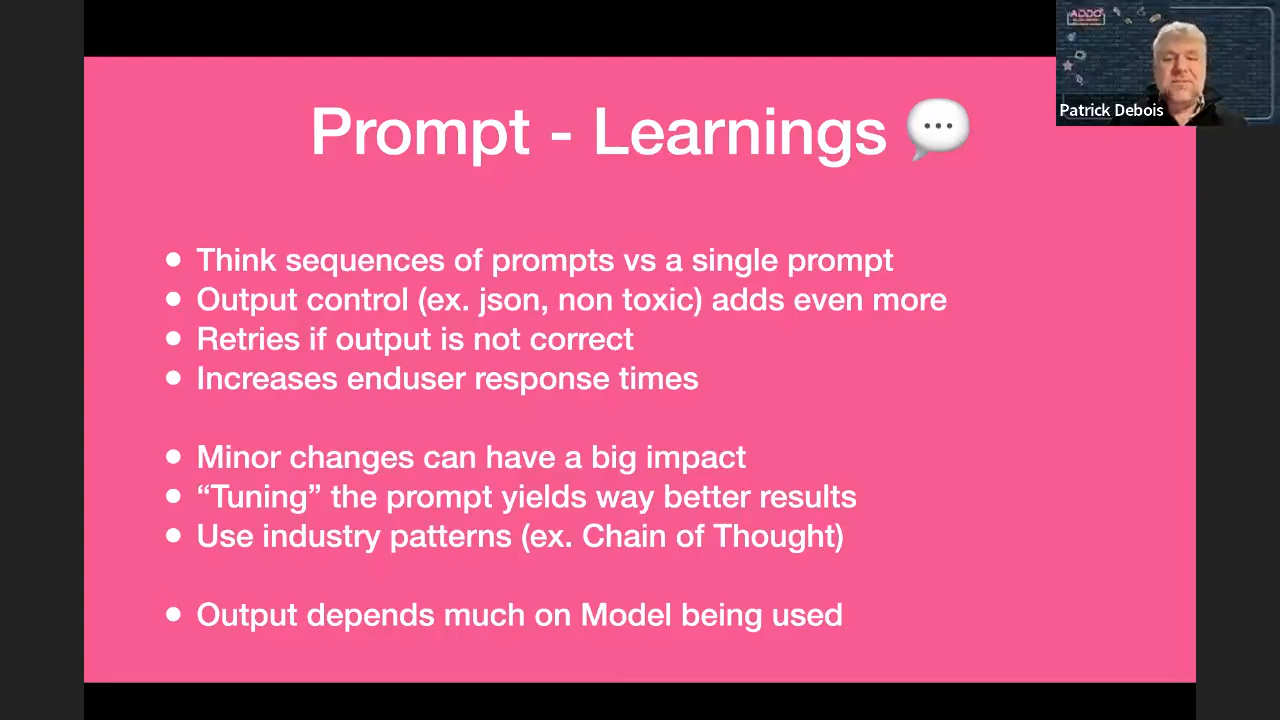 ADDO
Patrick Debois
Prompt - Learnings 💬
• Think sequences of prompts vs a single prompt
• Output control (ex. json, non toxic) adds even more
• Retries if output is not correct
• Increases enduser response times
• Minor changes can have a big impact
• “Tuning” the prompt yields way better results
• Use industry patterns (ex. Chain of Thought)
• Output depends much on Model being used